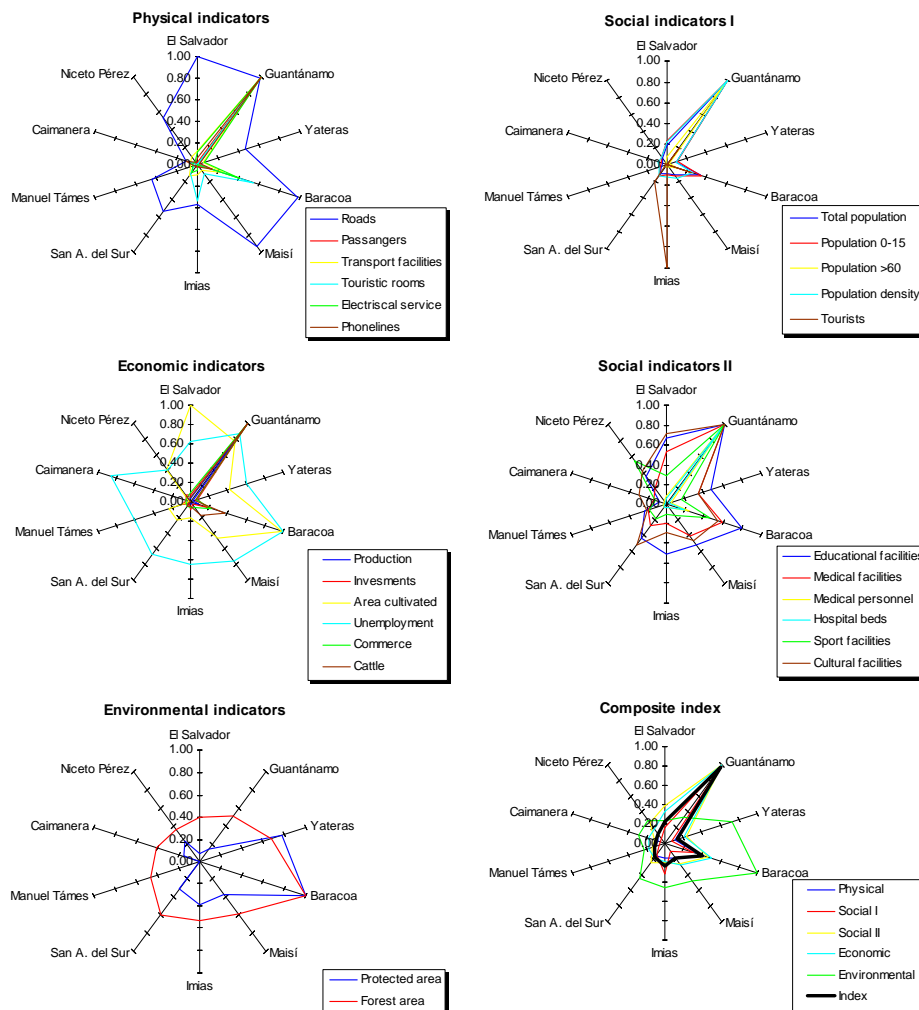 Physical indicators
El Salvador
1.00
0.80
0.60
0.40
0.20
0.00
Guantánamo
Yateras
Baracoa
Maisí
Imias
San A. del Sur
Manuel Támes
Caimanera
Niceto Pérez
Roads
Passangers
Transport facilities
Touristic rooms
Electriscal service
Phonelines
Social indicators I
El Salvador
1.00
0.80
0.60
0.40
0.20
0.00
Guantánamo
Yateras
Baracoa
Maisí
Imias
San A. del Sur
Manuel Támes
Caimanera
Niceto Pérez
Total population
Population 0-15
Population >60
Population density
Tourists
Economic indicators
El Salvador
1.00
0.80
0.60
0.40
0.20
0.00
Guantánamo
Yateras
Baracoa
Maisí
Imias
San A. del Sur
Manuel Támes
Caimanera
Niceto Pérez
Production
Invesments
Area cultivated
Unemployment
Commerce
Cattle
Social indicators II
El Salvador
1.00
0.80
0.60
0.40
0.20
0.00
Guantánamo
Yateras
Baracoa
Maisí
Imias
San A. del Sur
Manuel Támes
Caimanera
Niceto Pérez
Educational facilities
Medical facilities
Medical personnel
Hospital beds
Sport facilities
Cultural facilities
Environmental indicators
El Salvador
1.00
0.80
0.60
0.40
0.20
0.00
Guantánamo
Yateras
Baracoa
Maisí
Imias
San A. del Sur
Manuel Támes
Caimanera
Niceto Pérez
Protected area
Forest area
Composite index
El Salvador
1.00
0.80
0.60
0.40
0.20
0.00
Guantánamo
Yateras
Baracoa
Maisí
Imias
San A. del Sur
Manuel Támes
Caimanera
Niceto Pérez
Physical
Social I
Social II
Economic
Environmental
Index